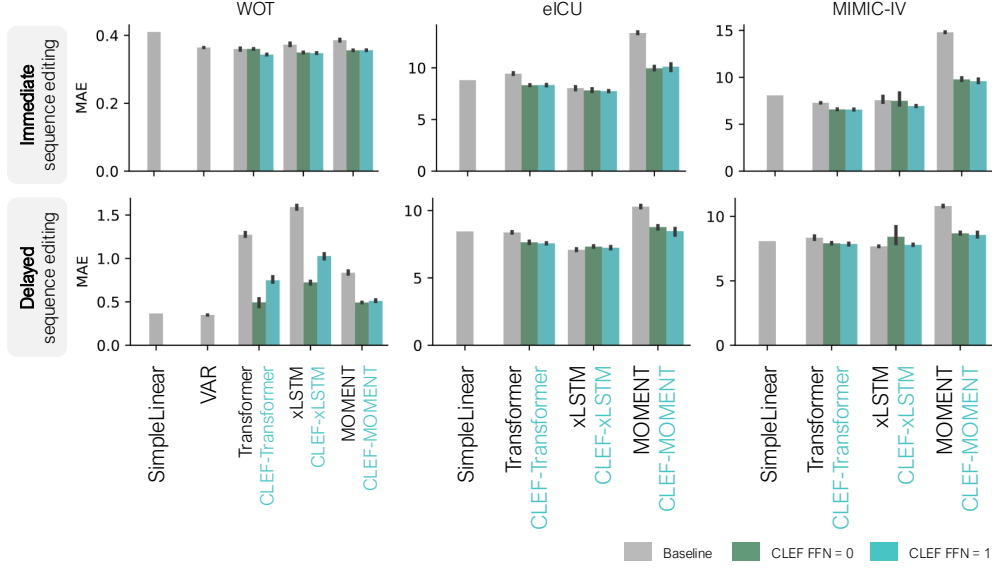 WOT
eICU
MIMIC-IV
Immediate
sequence editing
MAE
0.4
0.2
0.0
10
5
0
15
10
5
0
Delayed
sequence editing
MAE
1.5
1.0
0.5
0.0
10
5
0
10
5
0
SimpleLinear
VAR
Transformer
CLEF-Transformer
xLSTM
CLEF-xLSTM
MOMENT
CLEF-MOMENT
SimpleLinear
Transformer
CLEF-Transformer
xLSTM
CLEF-xLSTM
MOMENT
CLEF-MOMENT
SimpleLinear
Transformer
CLEF-Transformer
xLSTM
CLEF-xLSTM
MOMENT
CLEF-MOMENT
Baseline
CLEF FFN = 0
CLEF FFN = 1